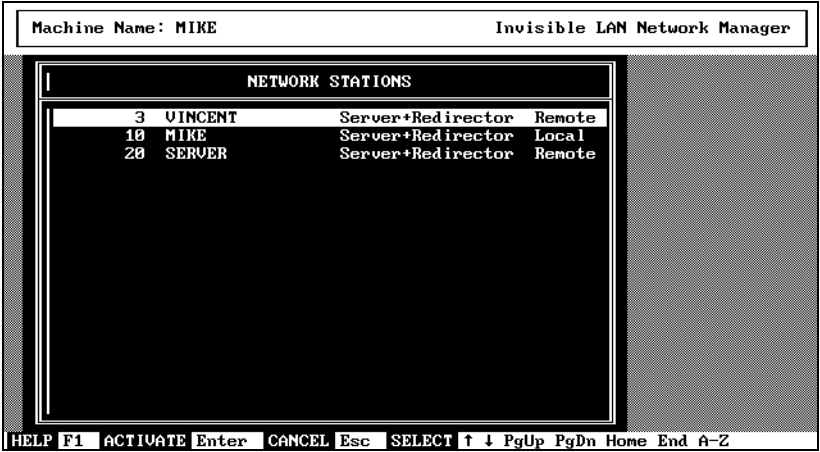 Machine Name: MIKE Invisible LAN Network Manager
NETWORK STATIONS
3 VINCENT Server+Redirector Remote
10 MIKE Server+Redirector Local
20 SERVER Server+Redirector Remote
HELP F1 ACTIVATE Enter CANCEL Esc SELECT ↑ ↓ PgUp PgDn Home End A-Z